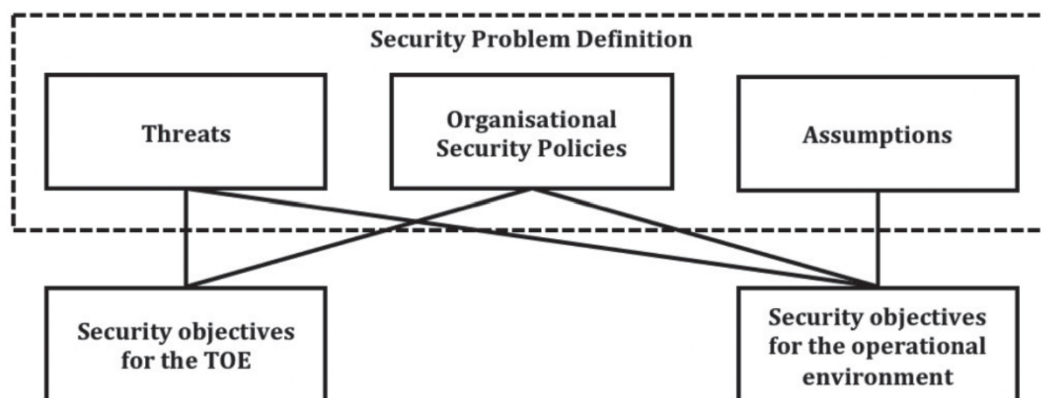 Security Problem Definition
Threats
Organisational
Security Policies
Assumptions
Security objectives
for the TOE
Security objectives
for the operational
environment